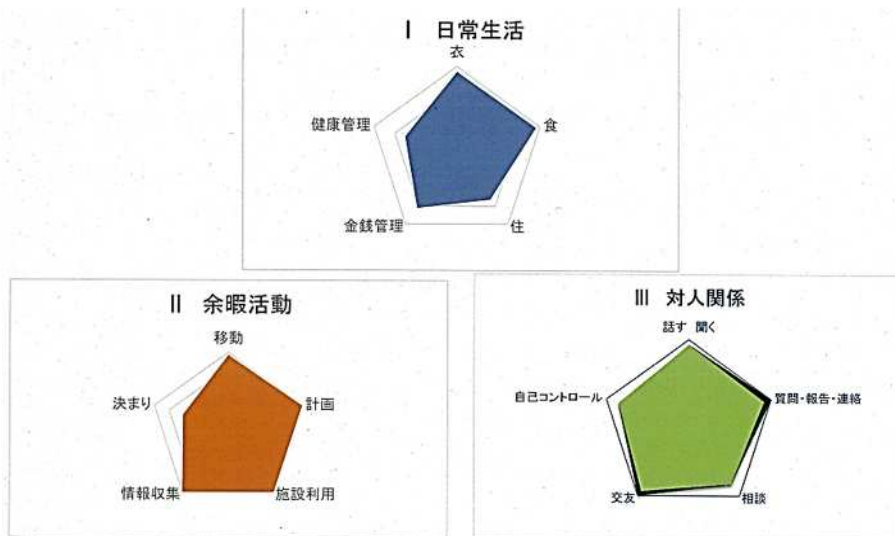 Ⅰ 日常生活
衣
健康管理
食
金銭管理
住
Ⅱ 余暇活動
移動
決まり
計画
情報収集
施設利用
Ⅲ 対人関係
話す 聞く
自己コントロール
質問・報告・連絡
交友
相談